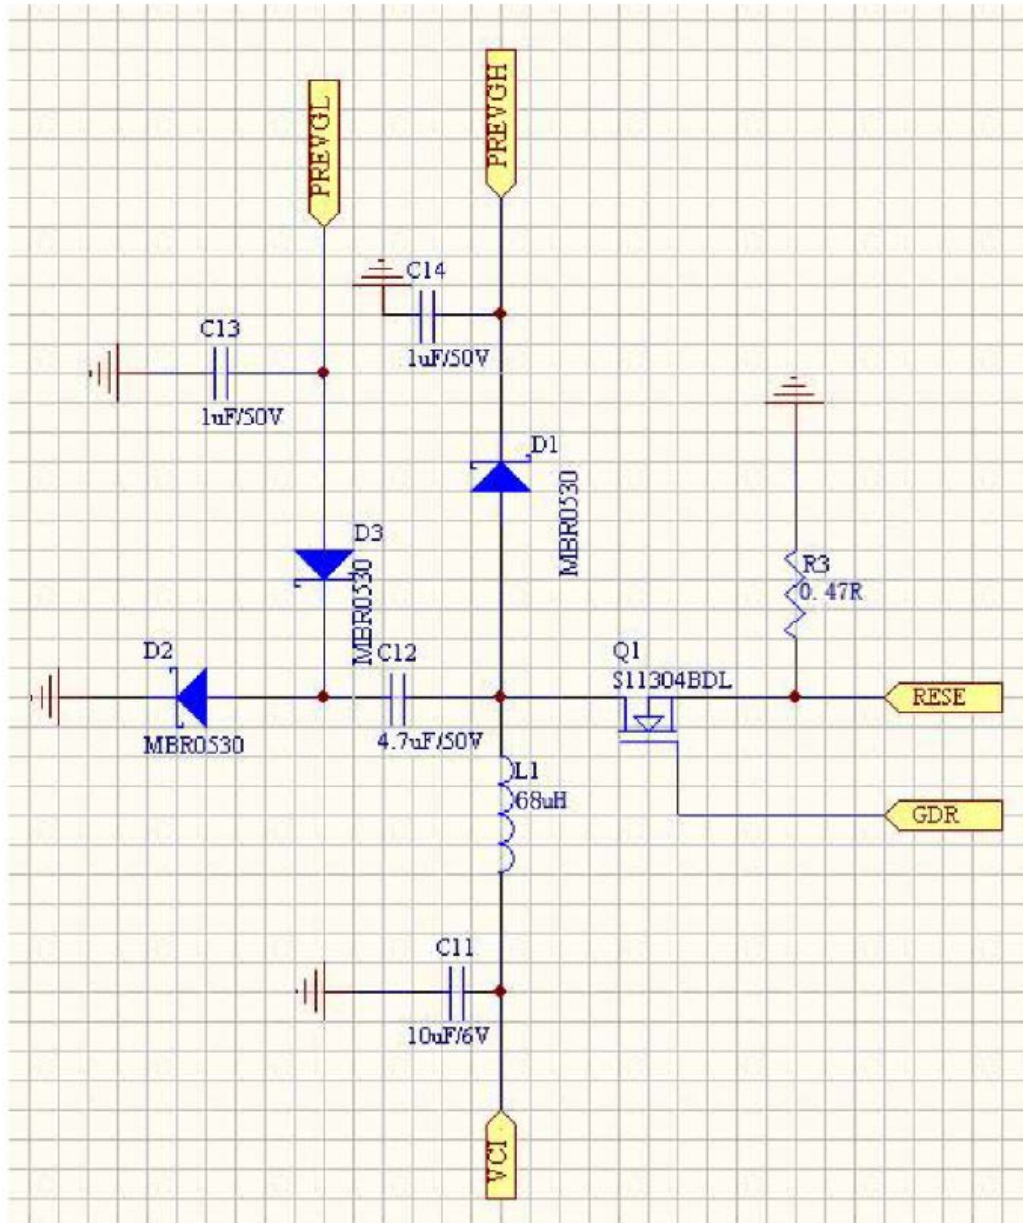 PREVGL
PREVGH
C14
1uF/50V
C13
1uF/50V
D1
MBR0530
D3
MBR0530
R3
0.47R
D2
MBR0530
C12
4.7uF/50V
Q1
S11304BDL
RESE
L1
68uH
GDR
C11
10uF/6V
VCI